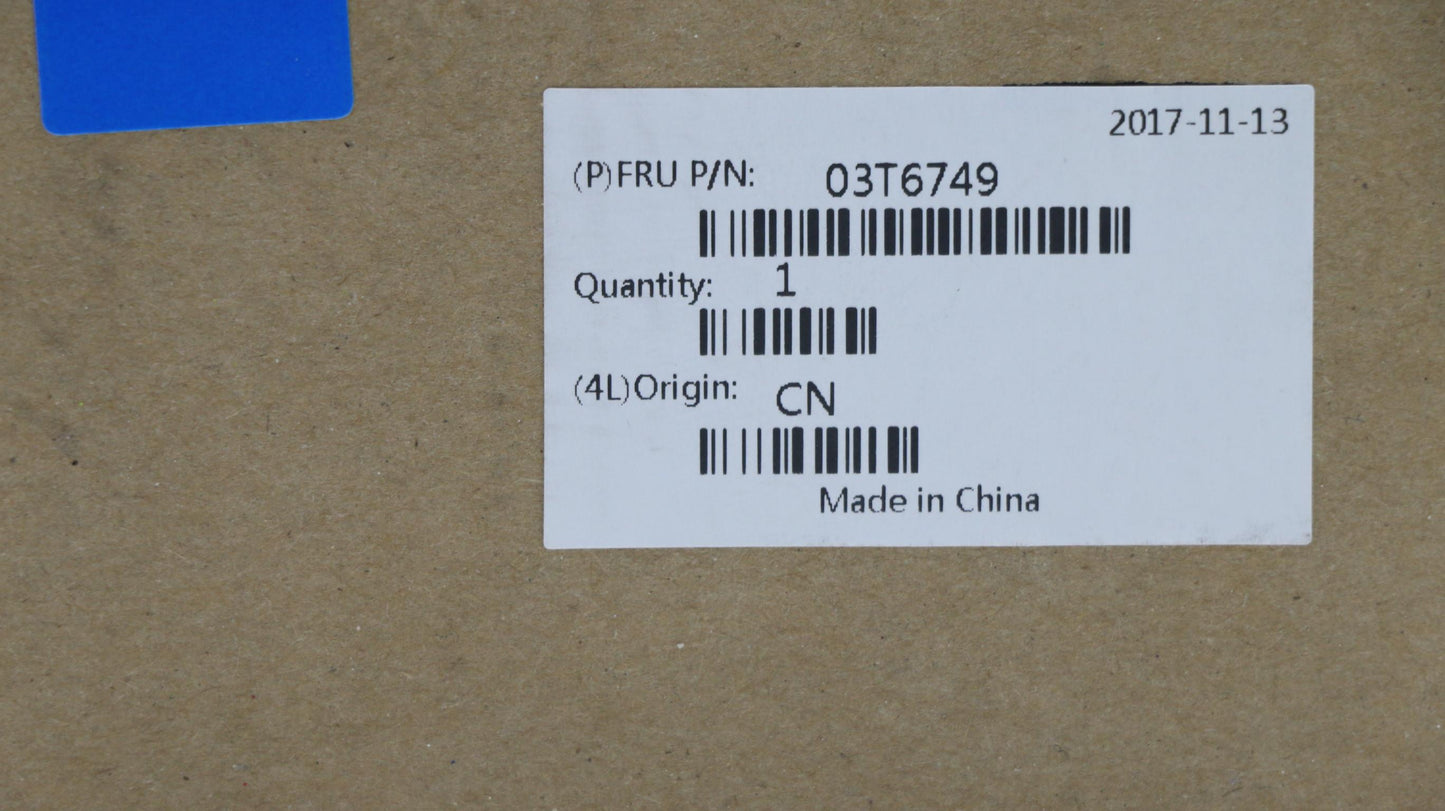 2017-11-13
(P)FRU P/N: 03T6749
Quantity: 1
(4L)Origin: CN
Made in China